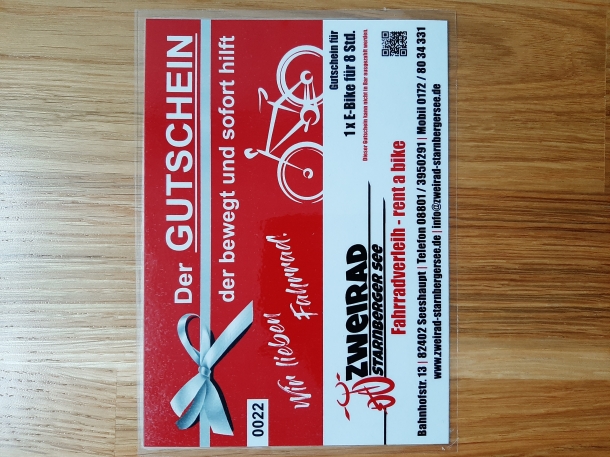 Der GUTSCHEIN
der bewegt und sofort hilft
Wir lieben
Fahrrad.
0022
Gutschein für
1 x E-Bike für 8 Std.
Dieser Gutschein kann nicht in Bar ausgezahlt werden.
ZWEIRAD
STARNBERGER SEE
Fahrradverleih - rent a bike
Bahnhofstr. 13 | 82402 Seeshaupt | Telefon 08801 / 3950291 | Mobil 0172 / 80 34 331
www.zweirad-starnbergersee.de | info@zweirad-starnbergersee.de